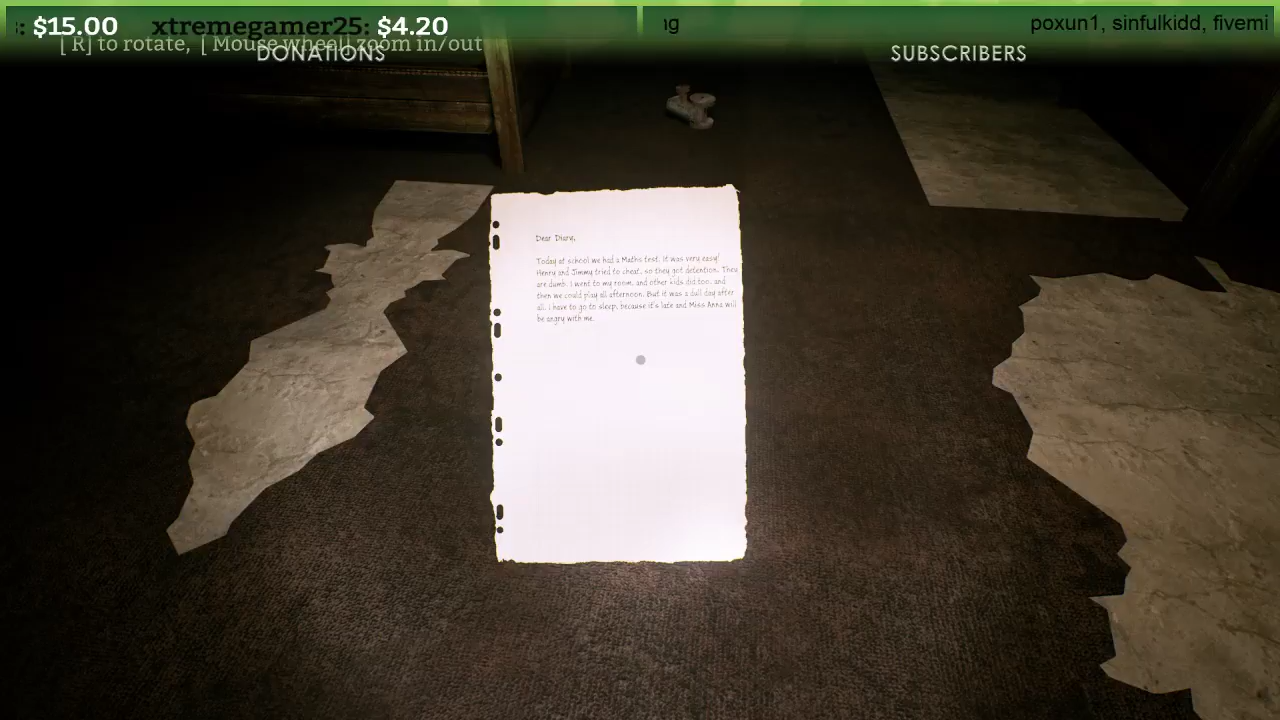 : $15.00 xtremegamer25: $4.20
ng
poxun1, sinfulkidd, fivemi
[R] to rotate, [Mouse wheel] zoom in/out
DONATIONS
SUBSCRIBERS
Dear Diary,
Today at school we had a Maths test. It was very easy!
Henry and Jimmy tried to cheat, so they got detention. They
are dumb. I went to my room, and other kids did too, and
then we could play all afternoon. But it was a dull day after
all. I have to go to sleep, because it's late and Miss Anna will
be angry with me.